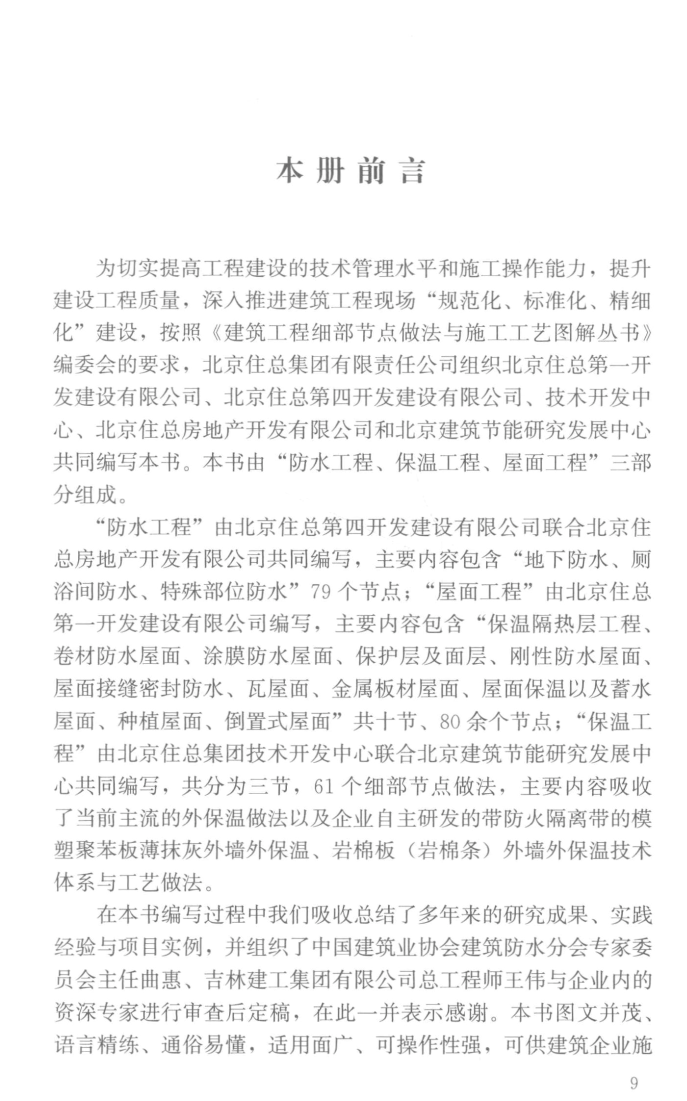 本册前言
为切实提高工程建设的技术管理水平和施工操作能力，提升
建设工程质量，深入推进建筑工程现场“规范化、标准化、精细
化”建设，按照《建筑工程细部节点做法与施工工艺图解丛书》
编委会的要求，北京住总集团有限责任公司组织北京住总第一开
发建设有限公司、北京住总第四开发建设有限公司、技术开发中
心、北京住总房地产开发有限公司和北京建筑节能研究发展中心
共同编写本书。本书由“防水工程、保温工程、屋面工程”三部
分组成。
“防水工程”由北京住总第四开发建设有限公司联合北京住
总房地产开发有限公司共同编写，主要内容包含“地下防水、厕
浴间防水、特殊部位防水”79 个节点；“屋面工程”由北京住总
第一开发建设有限公司编写，主要内容包含“保温隔热层工程、
卷材防水屋面、涂膜防水屋面、保护层及面层、刚性防水屋面、
屋面接缝密封防水、瓦屋面、金属板材屋面、屋面保温以及蓄水
屋面、种植屋面、倒置式屋面”共十节、80 余个节点；“保温工
程”由北京住总集团技术开发中心联合北京建筑节能研究发展中
心共同编写，共分为三节，61 个细部节点做法，主要内容吸收
了当前主流的外保温做法以及企业自主研发的带防火隔离带的模
塑聚苯板薄抹灰外墙外保温、岩棉板（岩棉条）外墙外保温技术
体系与工艺做法。
在本书编写过程中我们吸收总结了多年来的研究成果、实践
经验与项目实例，并组织了中国建筑业协会建筑防水分会专家委
员会主任曲惠、吉林建工集团有限公司总工程师王伟与企业内的
资深专家进行审查后定稿，在此一并表示感谢。本书图文并茂、
语言精练、通俗易懂，适用面广、可操作性强，可供建筑企业施
9